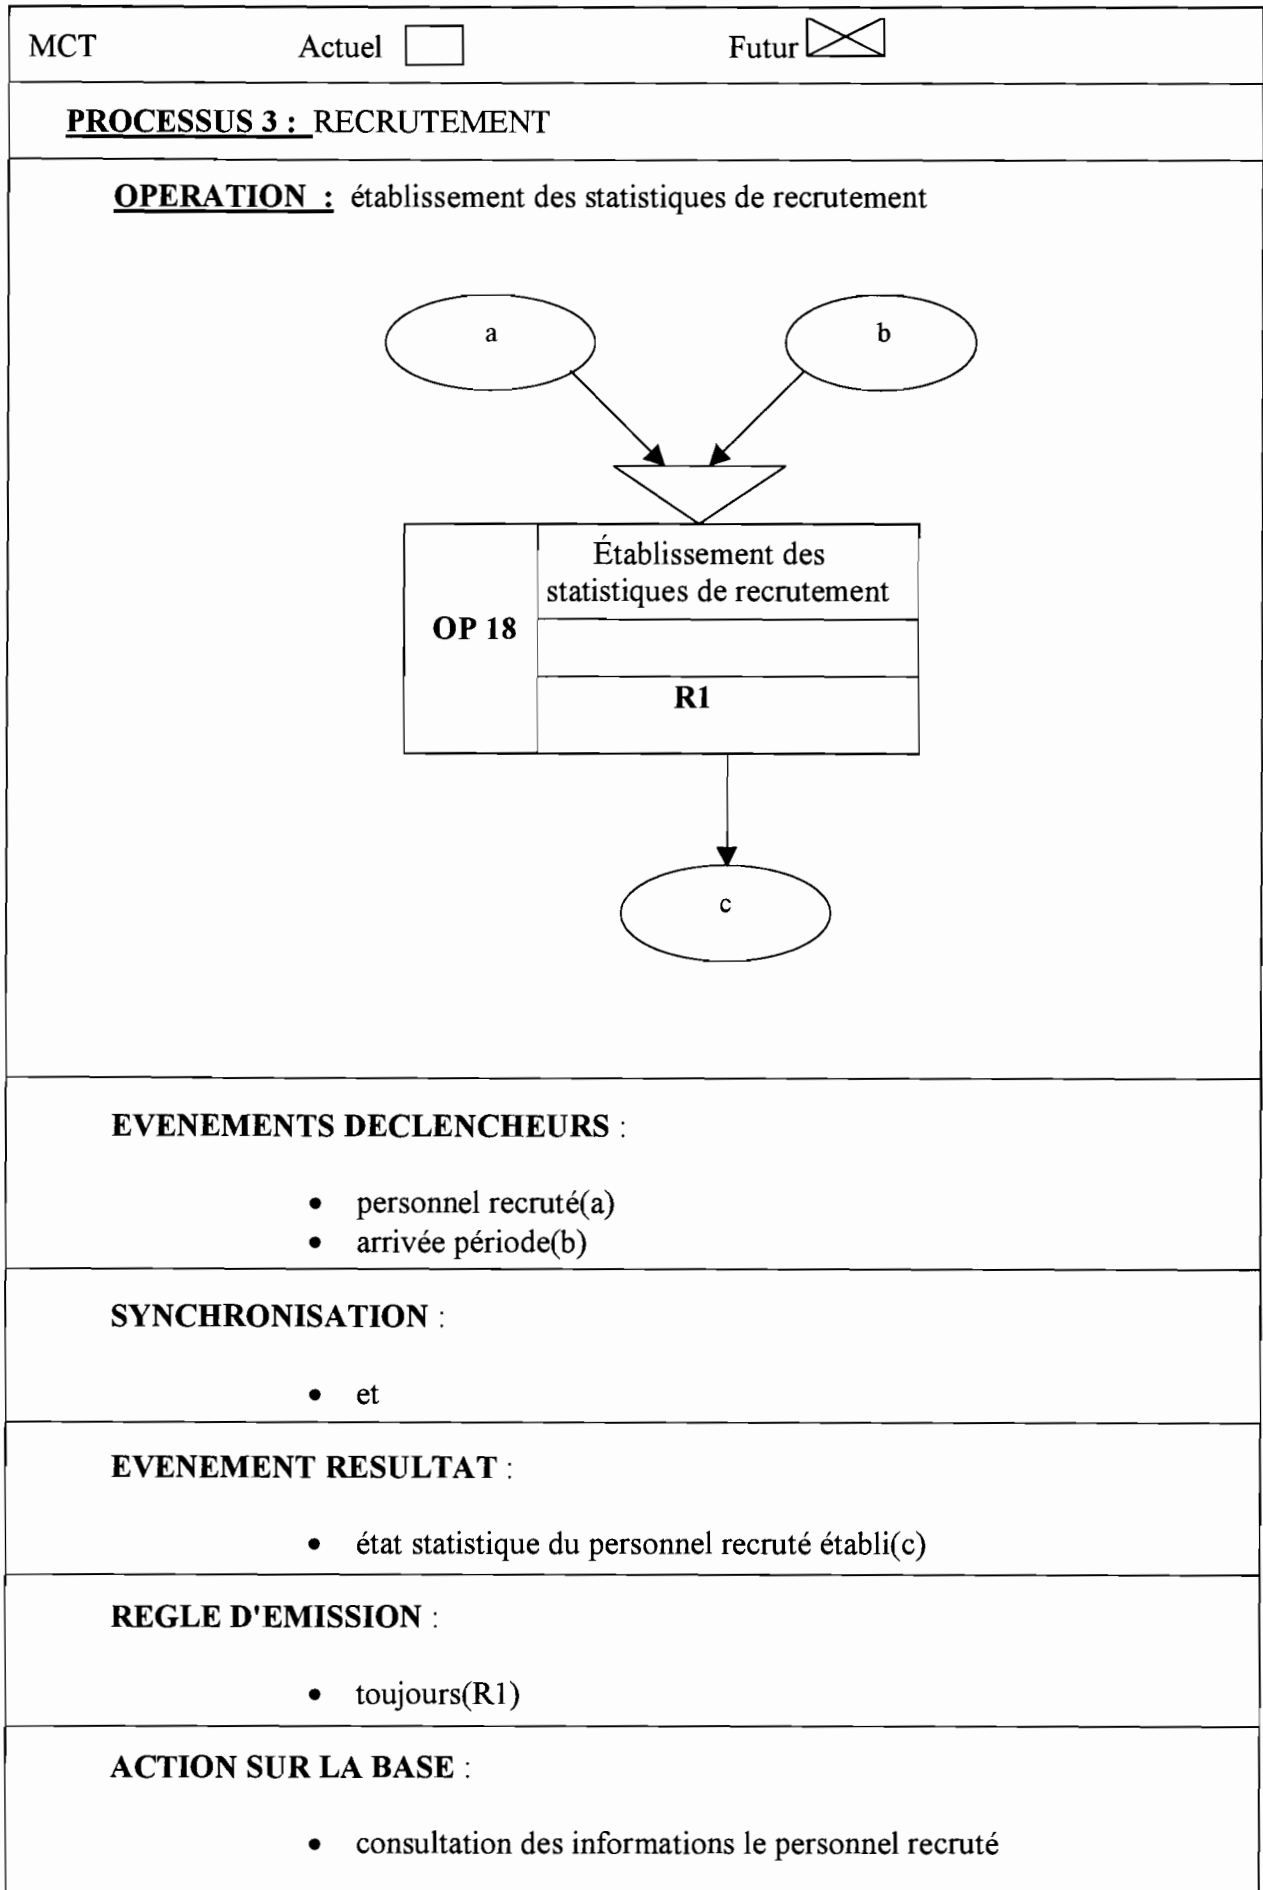 MCT Actuel Futur
PROCESSUS 3 : RECRUTEMENT
OPERATION : établissement des statistiques de recrutement
a b
Établissement des
statistiques de recrutement
OP 18
R1
c
EVENEMENTS DECLENCHEURS :
• personnel recruté(a)
• arrivée période(b)
SYNCHRONISATION :
• et
EVENEMENT RESULTAT :
• état statistique du personnel recruté établi(c)
REGLE D'EMISSION :
• toujours(R1)
ACTION SUR LA BASE :
• consultation des informations le personnel recruté